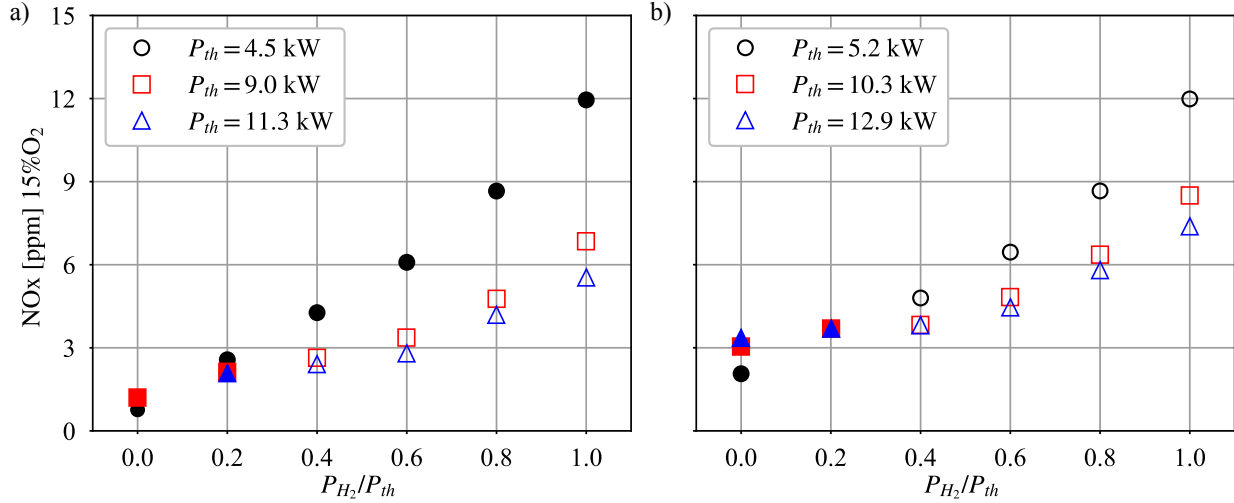 a)
NOx [ppm] 15%O₂
15
12
9
6
3
0
P_th = 4.5 kW
P_th = 9.0 kW
P_th = 11.3 kW
0.0 0.2 0.4 0.6 0.8 1.0
P_H₂/P_th
b)
P_th = 5.2 kW
P_th = 10.3 kW
P_th = 12.9 kW
0.0 0.2 0.4 0.6 0.8 1.0
P_H₂/P_th